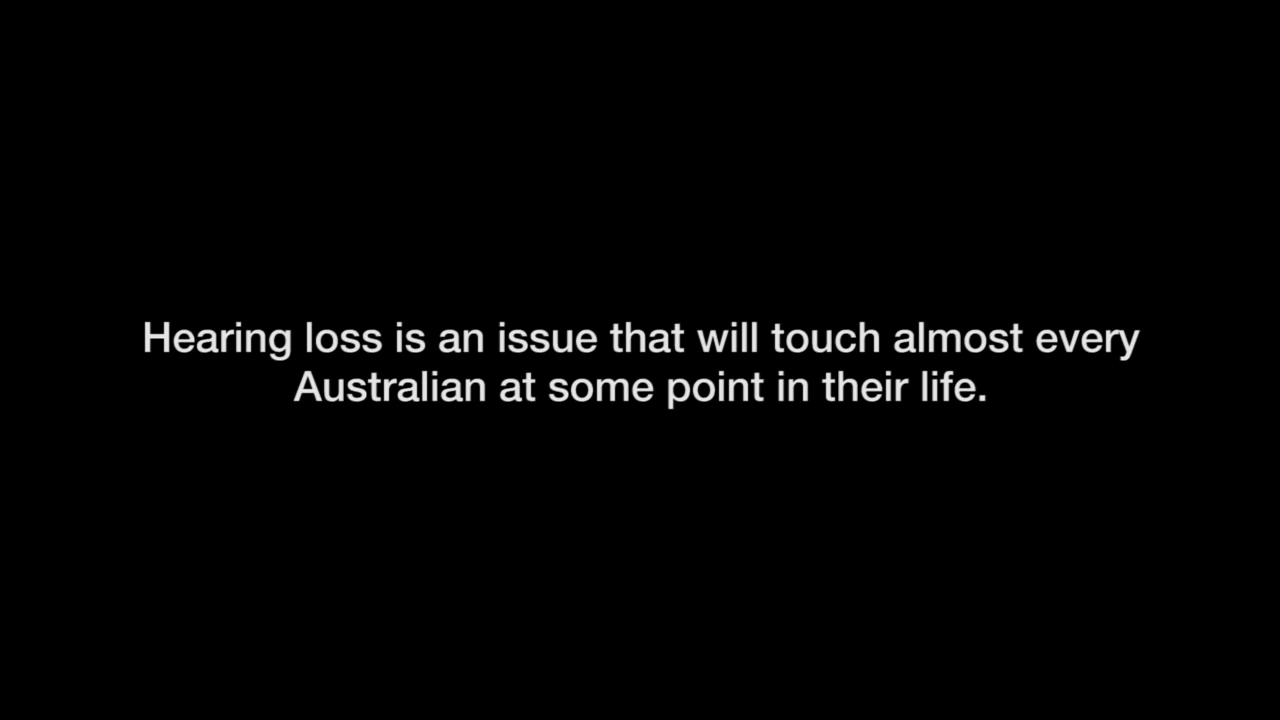 Hearing loss is an issue that will touch almost every
Australian at some point in their life.